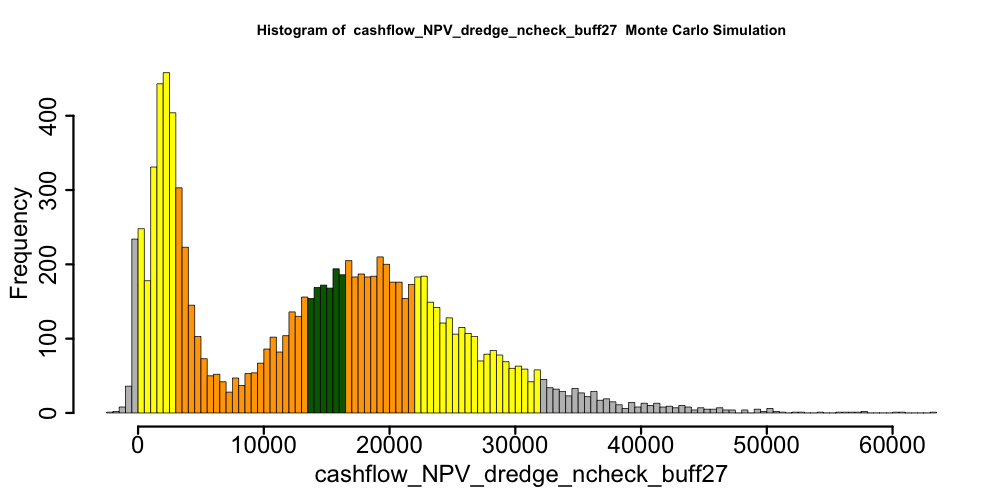 Histogram of  cashflow_NPV_dredge_ncheck_buff27  Monte Carlo Simulation
Frequency
400
300
200
100
0
0 10000 20000 30000 40000 50000 60000
cashflow_NPV_dredge_ncheck_buff27